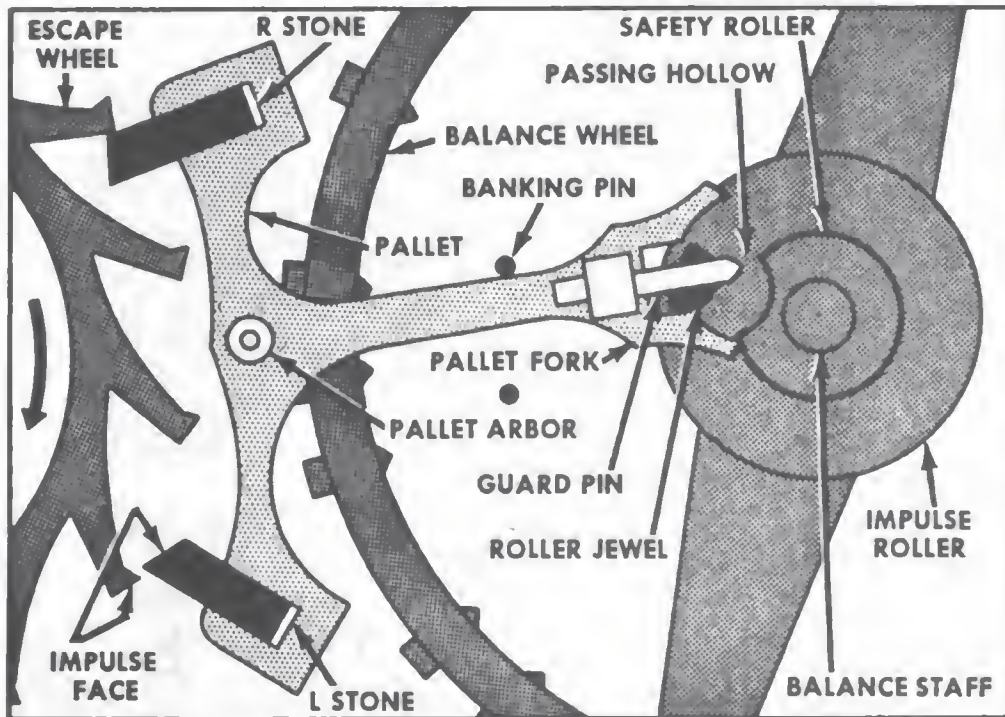 ESCAPE
WHEEL
R STONE
SAFETY ROLLER
PASSING HOLLOW
BALANCE WHEEL
BANKING PIN
PALLET
PALLET FORK
PALLET ARBOR
GUARD PIN
ROLLER JEWEL
IMPULSE
ROLLER
IMPULSE
FACE
L STONE
BALANCE STAFF